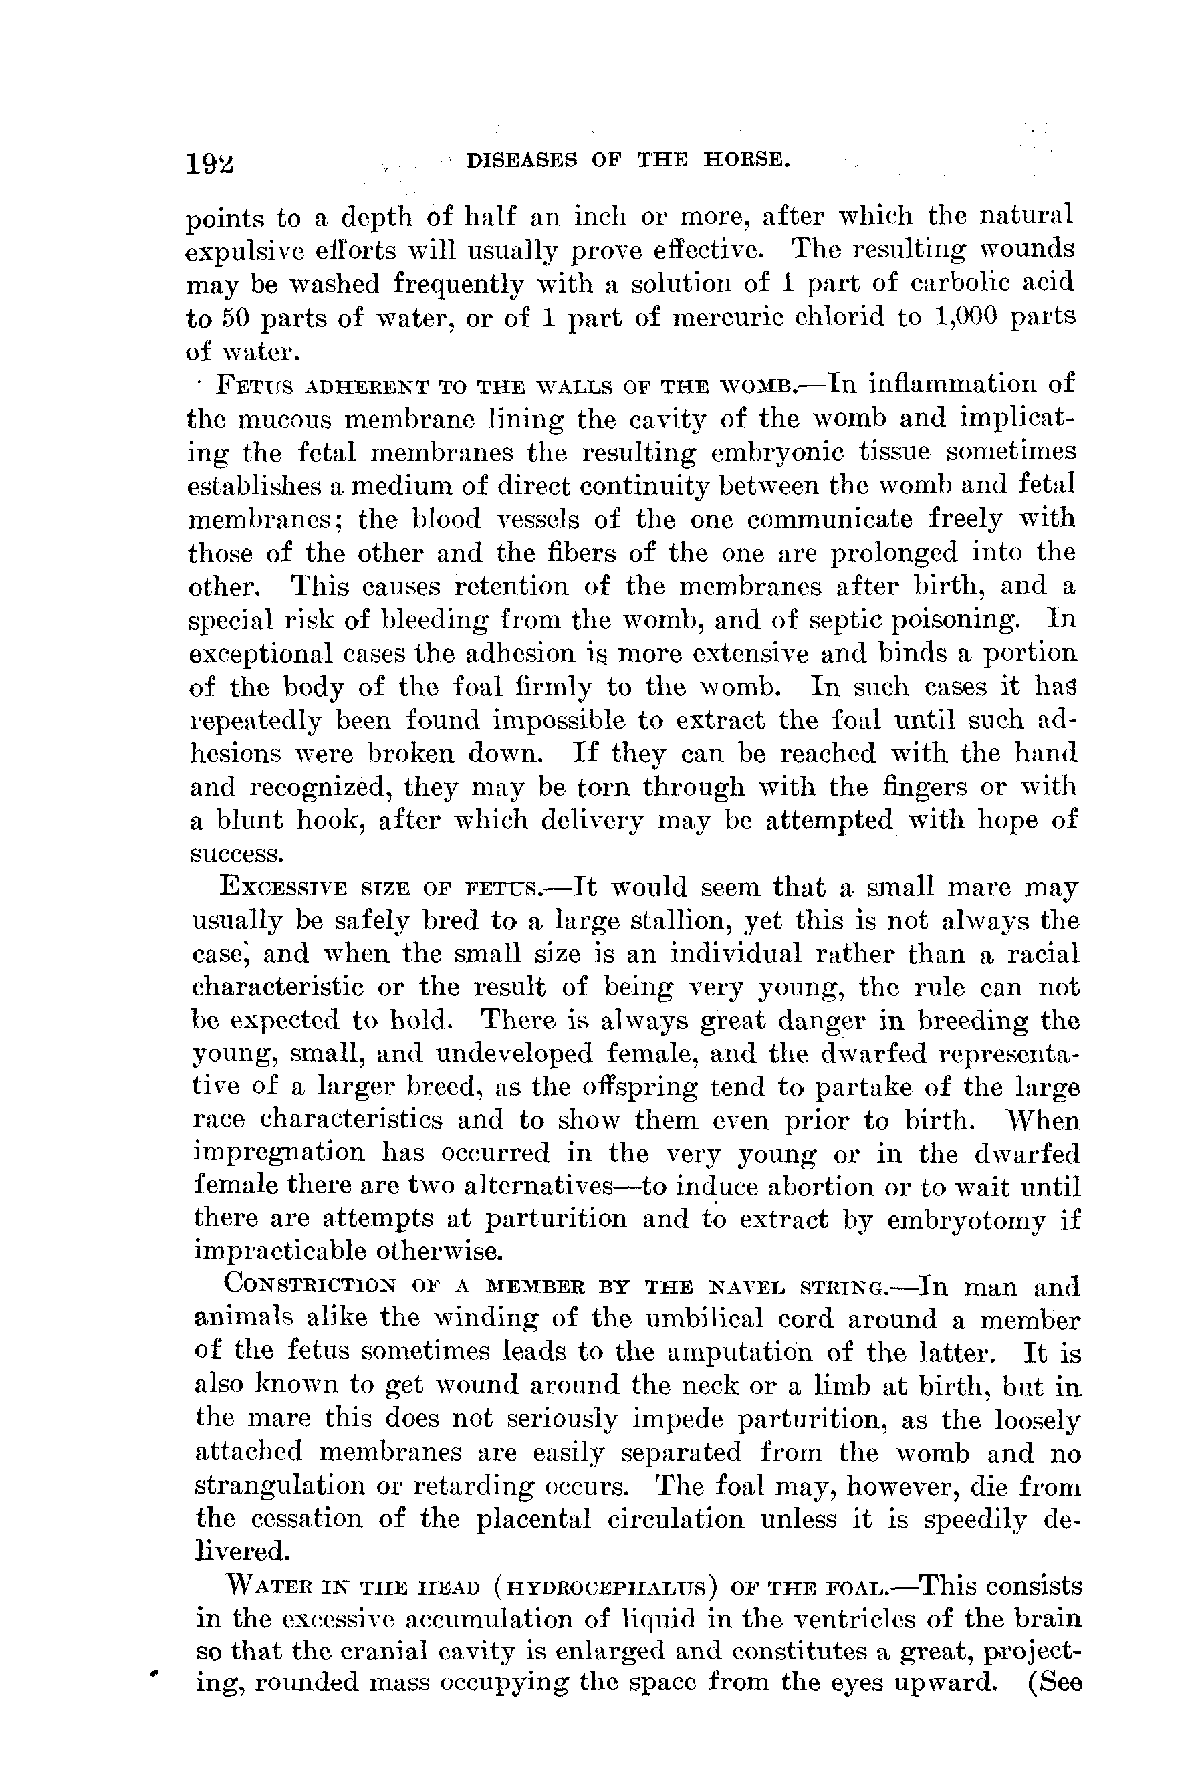 192 DISEASES OF THE HORSE.
points to a depth of half an inch or more, after which the natural
expulsive efforts will usually prove effective. The resulting wounds
may be washed frequently with a solution of 1 part of carbolic acid
to 50 parts of water, or of 1 part of mercuric chlorid to 1,000 parts
of water.
FETUS ADHERENT TO THE WALLS OF THE WOMB.—In inflammation of
the mucous membrane lining the cavity of the womb and implicat-
ing the fetal membranes the resulting embryonic tissue sometimes
establishes a medium of direct continuity between the womb and fetal
membranes; the blood vessels of the one communicate freely with
those of the other and the fibers of the one are prolonged into the
other. This causes retention of the membranes after birth, and a
special risk of bleeding from the womb, and of septic poisoning. In
exceptional cases the adhesion is more extensive and binds a portion
of the body of the foal firmly to the womb. In such cases it has
repeatedly been found impossible to extract the foal until such ad-
hesions were broken down. If they can be reached with the hand
and recognized, they may be torn through with the fingers or with
a blunt hook, after which delivery may be attempted with hope of
success.
EXCESSIVE SIZE OF FETUS.—It would seem that a small mare may
usually be safely bred to a large stallion, yet this is not always the
case, and when the small size is an individual rather than a racial
characteristic or the result of being very young, the rule can not
be expected to hold. There is always great danger in breeding the
young, small, and undeveloped female, and the dwarfed representa-
tive of a larger breed, as the offspring tend to partake of the large
race characteristics and to show them even prior to birth. When
impregnation has occurred in the very young or in the dwarfed
female there are two alternatives—to induce abortion or to wait until
there are attempts at parturition and to extract by embryotomy if
impracticable otherwise.
CONSTRICTION OF A MEMBER BY THE NAVEL STRING.—In man and
animals alike the winding of the umbilical cord around a member
of the fetus sometimes leads to the amputation of the latter. It is
also known to get wound around the neck or a limb at birth, but in
the mare this does not seriously impede parturition, as the loosely
attached membranes are easily separated from the womb and no
strangulation or retarding occurs. The foal may, however, die from
the cessation of the placental circulation unless it is speedily de-
livered.
WATER IN THE HEAD (HYDROCEPHALUS) OF THE FOAL.—This consists
in the excessive accumulation of liquid in the ventricles of the brain
so that the cranial cavity is enlarged and constitutes a great, project-
ing, rounded mass occupying the space from the eyes upward. (See